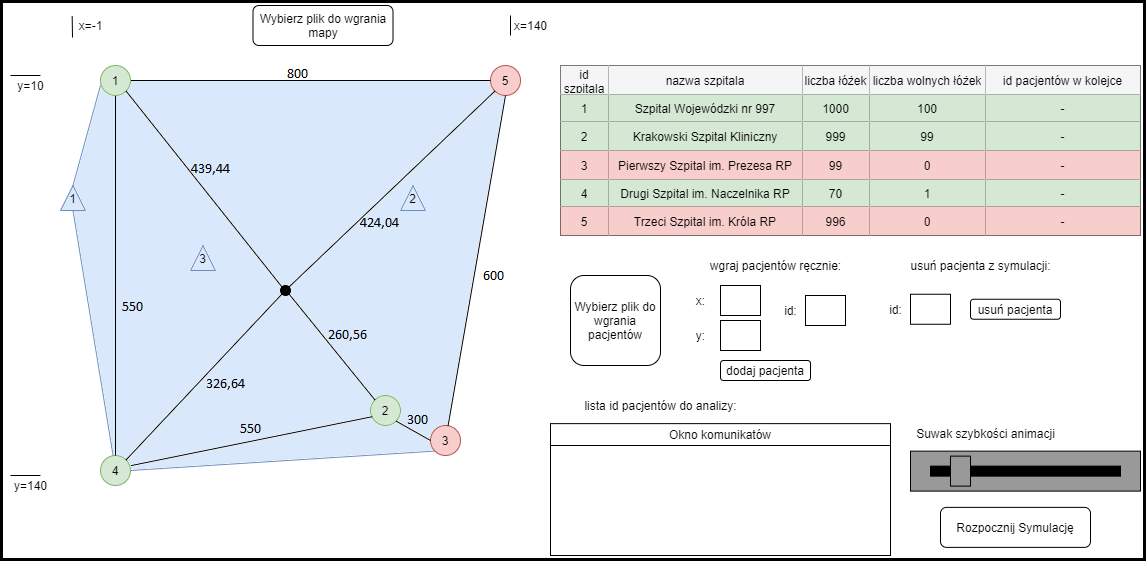 x=-1
Wybierz plik do wgrania
mapy
x=140
y=10
1
800
5
439,44
1
2
424,04
3
550
600
260,56
326,64
2
550
300
3
4
y=140
id szpitala nazwa szpitala liczba łóżek liczba wolnych łóżek id pacjentów w kolejce
1 Szpital Wojewódzki nr 997 1000 100 -
2 Krakowski Szpital Kliniczny 999 99 -
3 Pierwszy Szpital im. Prezesa RP 99 0 -
4 Drugi Szpital im. Naczelnika RP 70 1 -
5 Trzeci Szpital im. Króla RP 996 0 -
Wybierz plik do
wgrania
pacjentów
wgraj pacjentów ręcznie:
x:
y:
id:
dodaj pacjenta
usuń pacjenta z symulacji:
id:
usuń pacjenta
lista id pacjentów do analizy:
Okno komunikatów
Suwak szybkości animacji
Rozpocznij Symulację